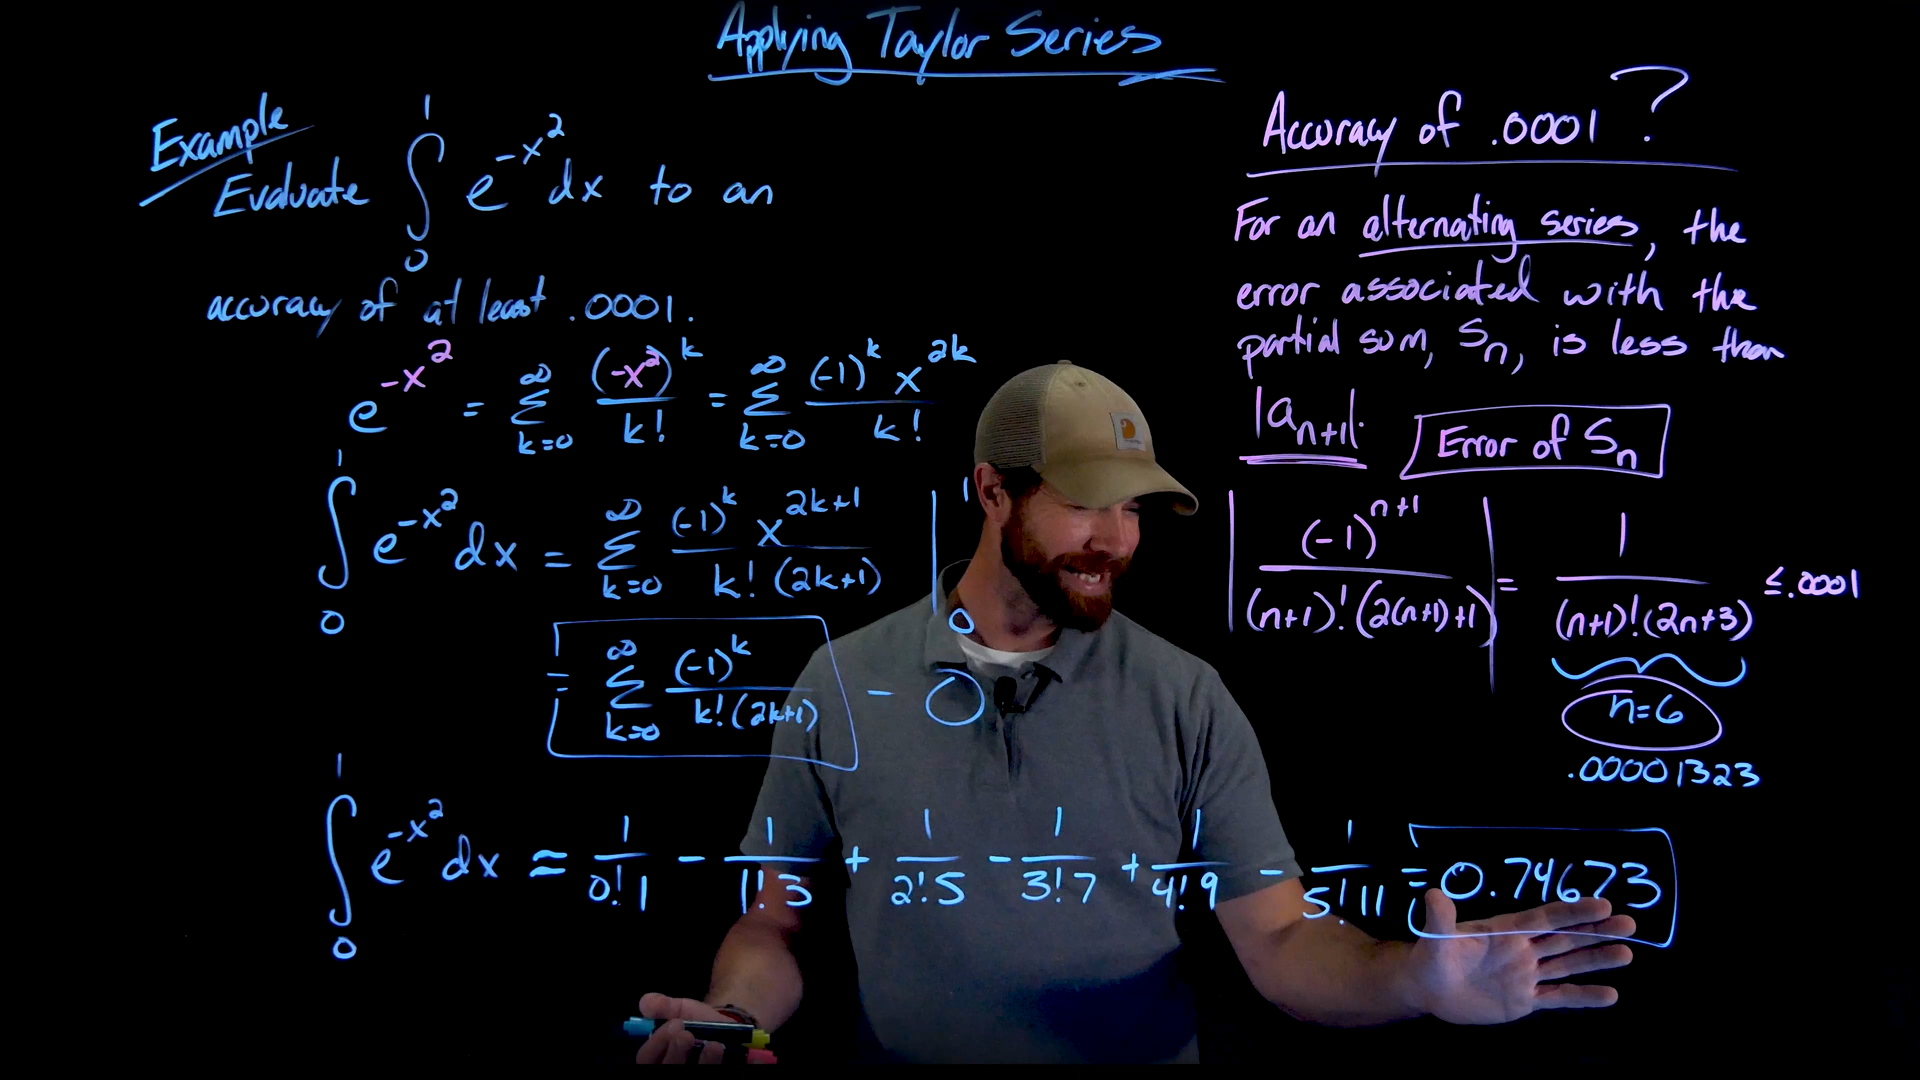 Applying Taylor Series
Example
Evaluate ∫₀¹ e^(-x²) dx to an
accuracy of at least .0001.
e^(-x²) = ∑_{k=0}^{∞} (-x²)^k / k! = ∑_{k=0}^{∞} (-1)^k x^(2k) / k!
∫₀¹ e^(-x²) dx = ∑_{k=0}^{∞} (-1)^k x^(2k+1) / k!(2k+1) |₀¹
= ∑_{k=0}^{∞} (-1)^k / k!(2k+1) - 0
∫₀¹ e^(-x²) dx ≈ 1/0!1 - 1/1!3 + 1/2!5 - 1/3!7 + 1/4!9 - 1/5!11 = 0.74673
Accuracy of .0001 ?
For an alternating series, the
error associated with the
partial sum, Sₙ, is less than
|aₙ₊₁|. Error of Sₙ
|(-1)^(n+1) / (n+1)!(2(n+1)+1)| = 1 / (n+1)!(2n+3) ≤ .0001
n=6
.00001323